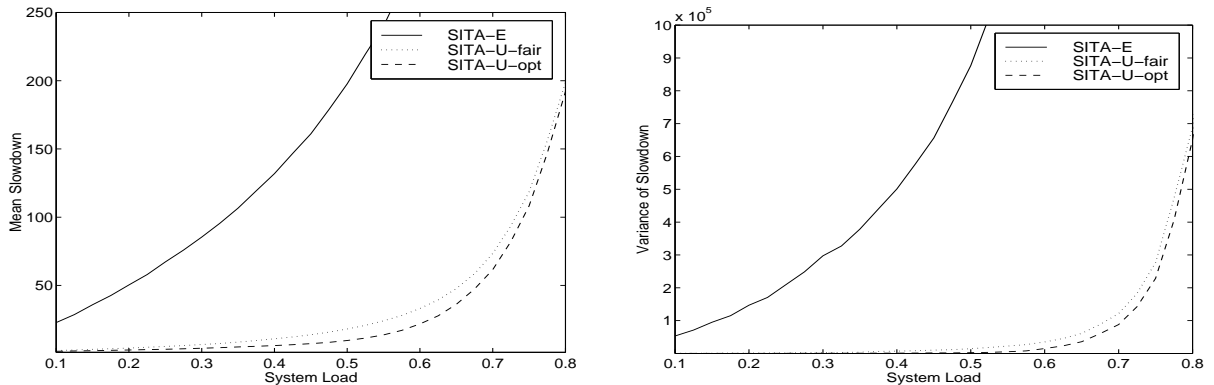 250
200
150
100
50
0.1 0.2 0.3 0.4 0.5 0.6 0.7 0.8
System Load
Mean Slowdown
SITA−E
SITA−U−fair
SITA−U−opt
x 10^5
10
9
8
7
6
5
4
3
2
1
0.1 0.2 0.3 0.4 0.5 0.6 0.7 0.8
System Load
Variance of Slowdown
SITA−E
SITA−U−fair
SITA−U−opt